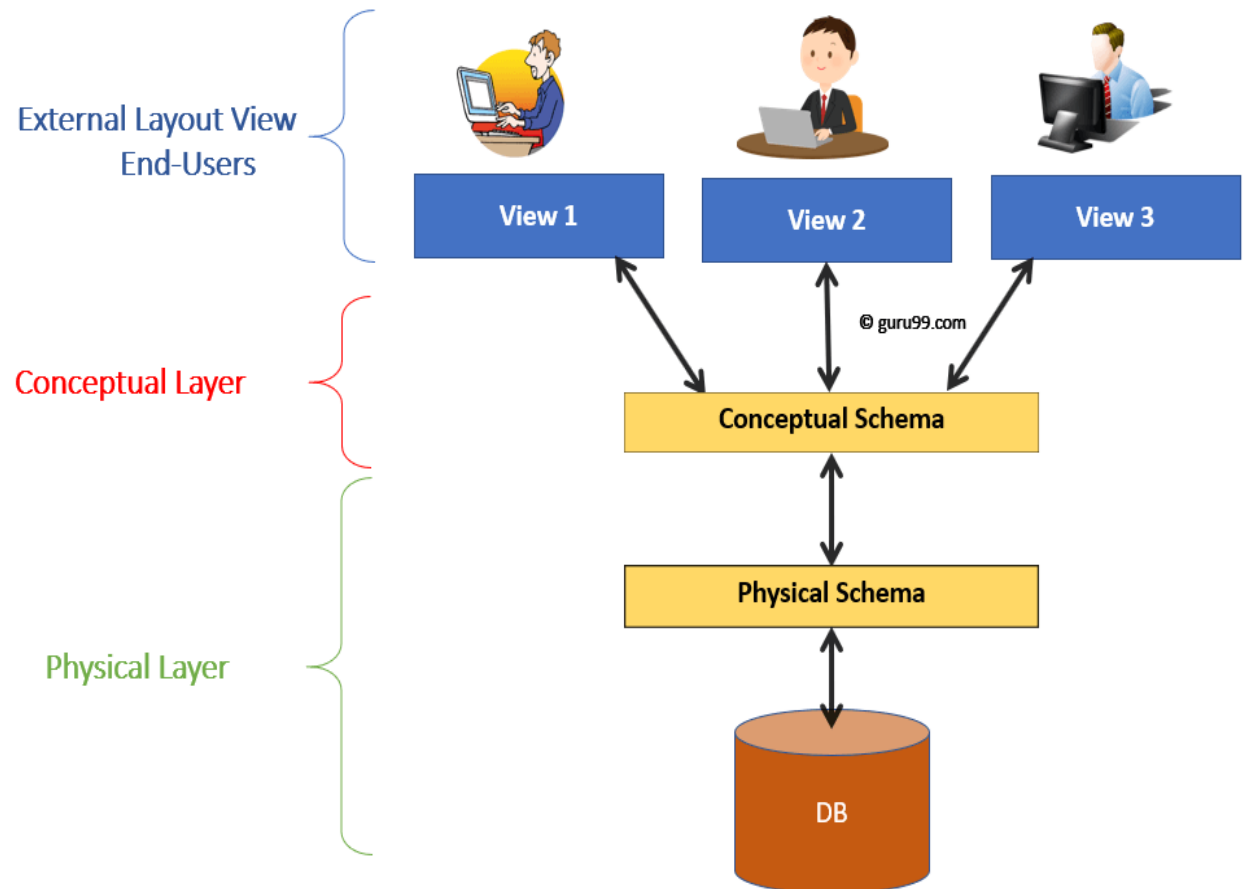 External Layout View
End-Users
View 1
View 2
View 3
© guru99.com
Conceptual Layer
Conceptual Schema
Physical Schema
Physical Layer
DB